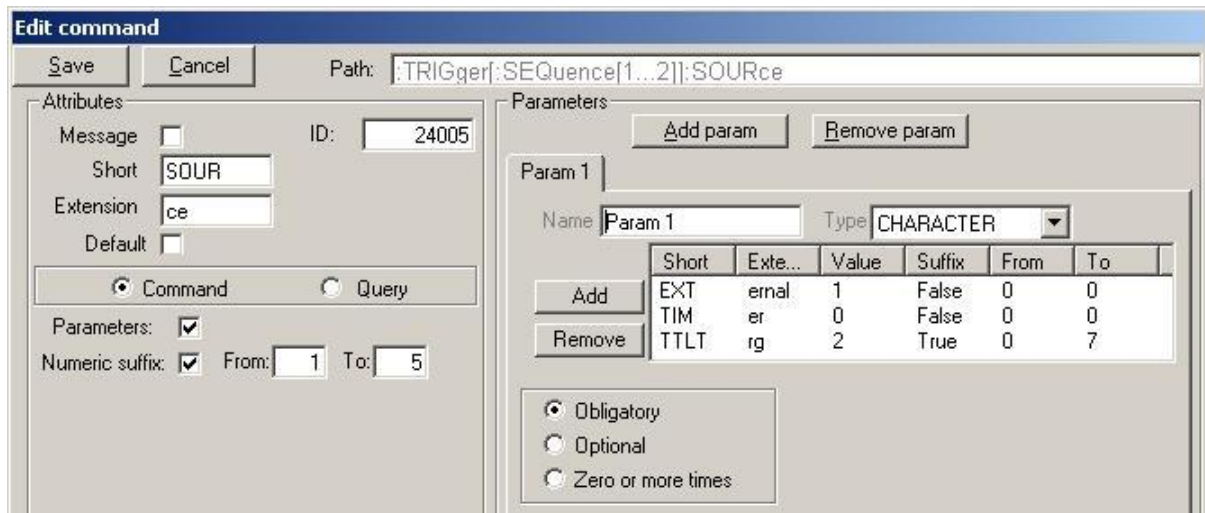 Edit command
Save Cancel Path: :TRIGger[:SEQuence[1...2]]:SOURce
Attributes
Message ID: 24005
Short SOUR
Extension ce
Default
Command Query
Parameters:
Numeric suffix: From: 1 To: 5
Parameters
Add param Remove param
Param 1
Name Param 1 Type CHARACTER
Short Exte... Value Suffix From To
Add
Remove
EXT ernal 1 False 0 0
TIM er 0 False 0 0
TTLT rg 2 True 0 7
Obligatory
Optional
Zero or more times